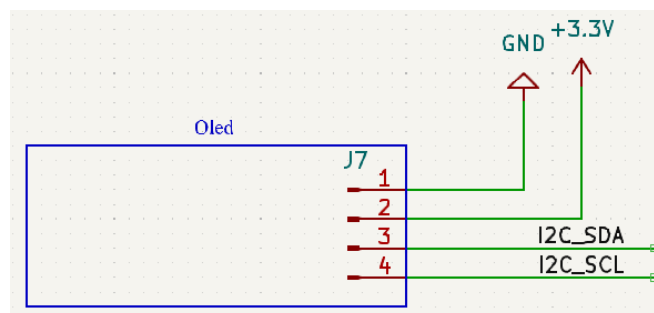 +3.3V
GND
Oled
J7
1
2
3
I2C_SDA
4
I2C_SCL